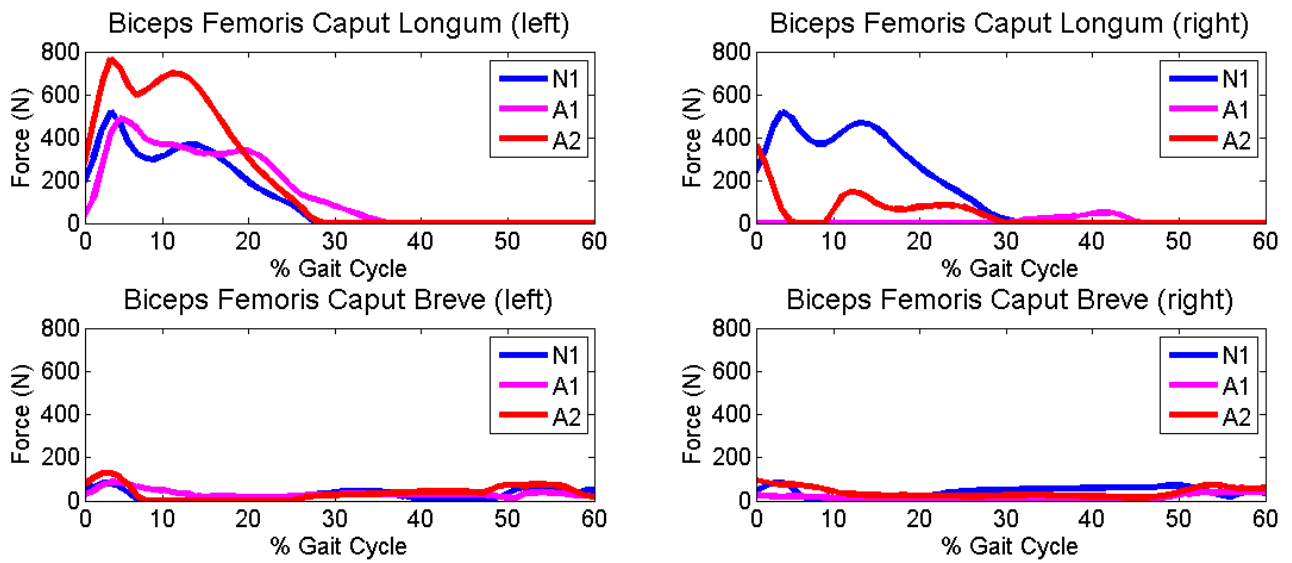 Biceps Femoris Caput Longum (left)
800
600
400
200
0
Force (N)
N1
A1
A2
0 10 20 30 40 50 60
% Gait Cycle
Biceps Femoris Caput Longum (right)
800
600
400
200
0
Force (N)
N1
A1
A2
0 10 20 30 40 50 60
% Gait Cycle
Biceps Femoris Caput Breve (left)
800
600
400
200
0
Force (N)
N1
A1
A2
0 10 20 30 40 50 60
% Gait Cycle
Biceps Femoris Caput Breve (right)
800
600
400
200
0
Force (N)
N1
A1
A2
0 10 20 30 40 50 60
% Gait Cycle